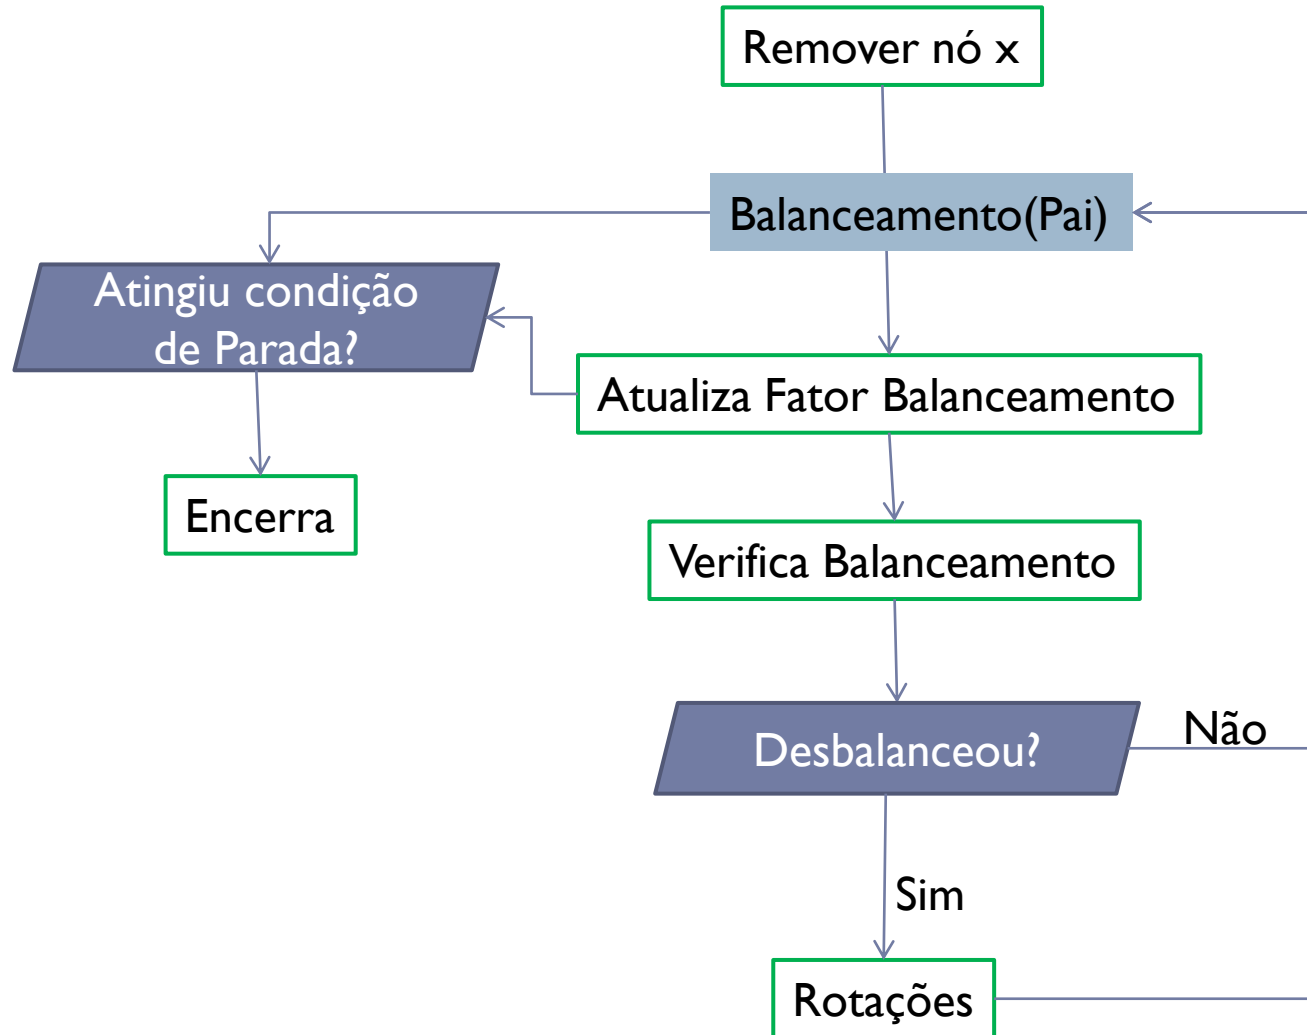 Remover nó x
Balanceamento(Pai)
Atingiu condição
de Parada?
Atualiza Fator Balanceamento
Encerra
Verifica Balanceamento
Desbalanceou?
Não
Sim
Rotações